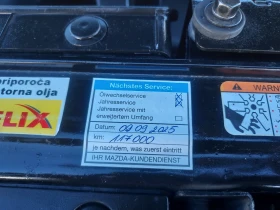 priporoča
torna olja
FLIX
Nächsten Service:
Ölwechselservice
Jahresservice
Jahresservice mit
erweitertem Umfang
Datum: 09.09.2015
km: 117.000
je nachdem, was zuerst eintritt
IHR MAZDA-KUNDENDIENST